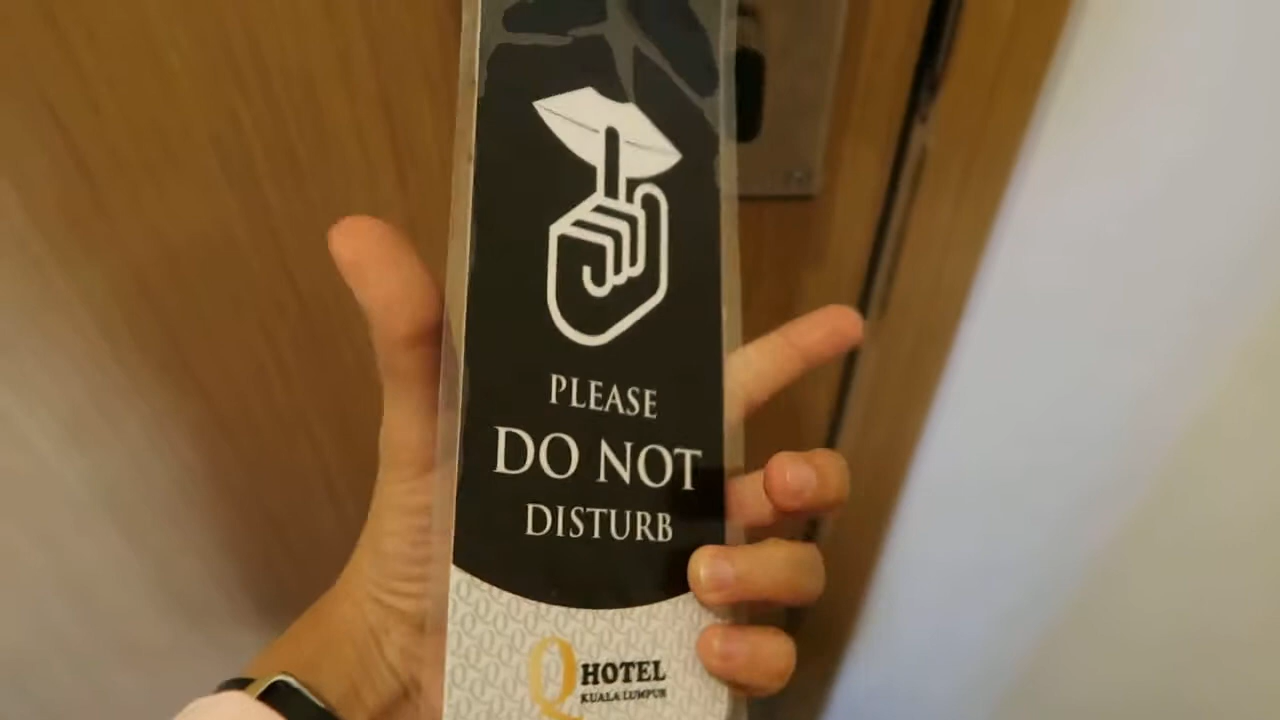 PLEASE
DO NOT
DISTURB
Q HOTEL
KUALA LUMPUR